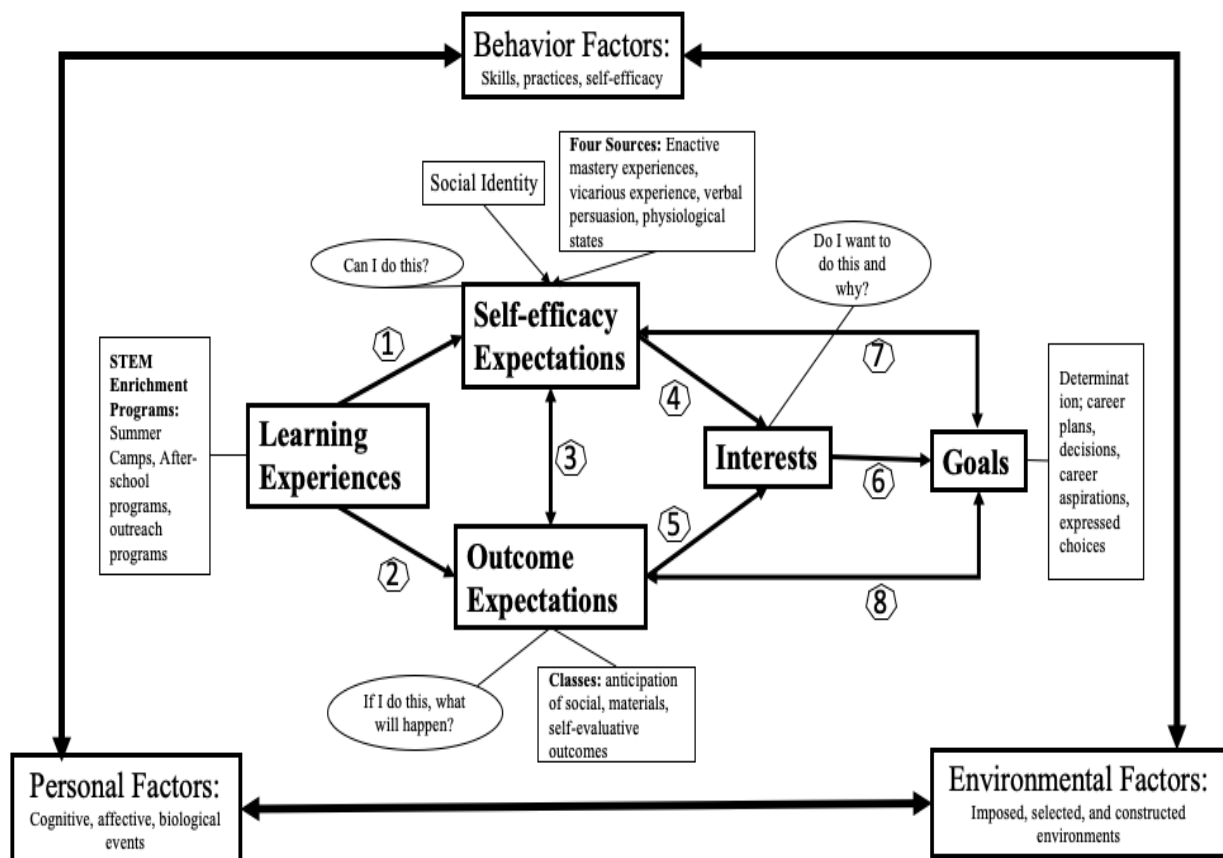 Behavior Factors:
Skills, practices, self-efficacy
Four Sources: Enactive
mastery experiences,
vicarious experience, verbal
persuasion, physiological
states
Social Identity
Can I do this?
Do I want to
do this and
why?
Self-efficacy
Expectations
1
7
STEM
Enrichment
Programs:
Summer
Camps, After-
school
programs,
outreach
programs
4
Learning
Experiences
3
Interests
6
Goals
Determinat
ion; career
plans,
decisions,
career
aspirations,
expressed
choices
2
5
Outcome
Expectations
8
If I do this, what
will happen?
Classes: anticipation
of social, materials,
self-evaluative
outcomes
Personal Factors:
Cognitive, affective, biological
events
Environmental Factors:
Imposed, selected, and constructed
environments